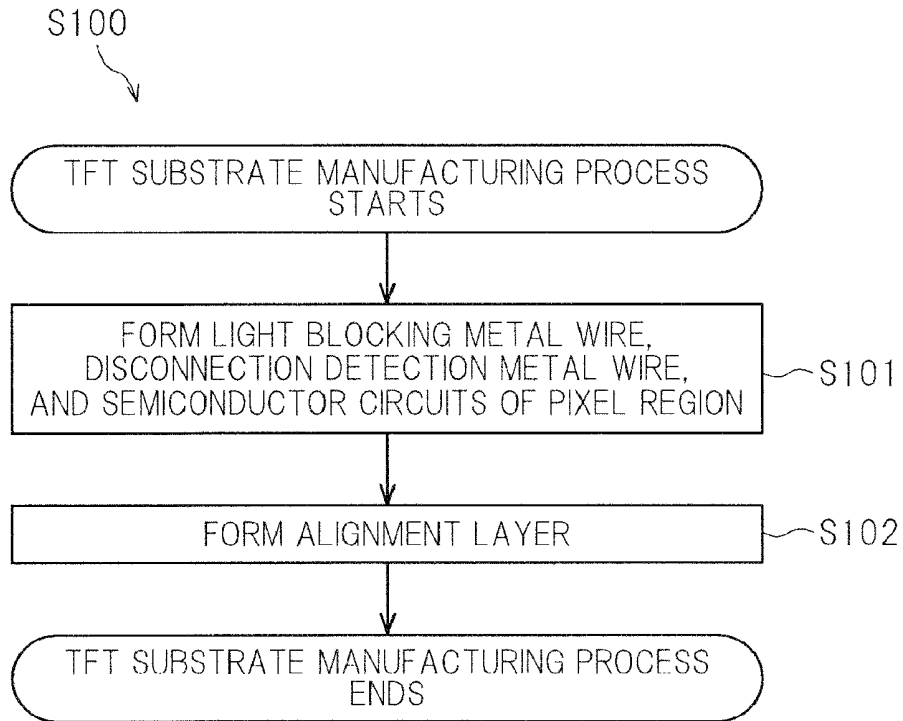 S100
TFT SUBSTRATE MANUFACTURING PROCESS
STARTS
FORM LIGHT BLOCKING METAL WIRE,
DISCONNECTION DETECTION METAL WIRE,
AND SEMICONDUCTOR CIRCUITS OF PIXEL REGION
S101
FORM ALIGNMENT LAYER
S102
TFT SUBSTRATE MANUFACTURING PROCESS
ENDS